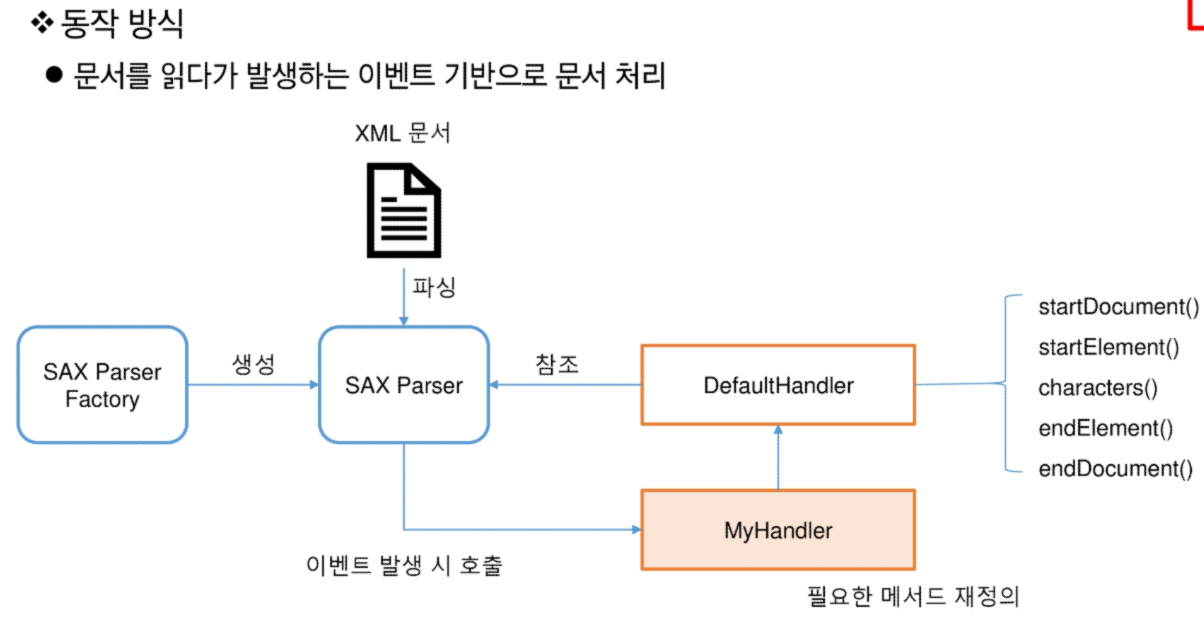 ❖ 동작 방식
● 문서를 읽다가 발생하는 이벤트 기반으로 문서 처리
XML 문서
파싱
SAX Parser
Factory
생성
SAX Parser
참조
DefaultHandler
startDocument()
startElement()
characters()
endElement()
endDocument()
MyHandler
이벤트 발생 시 호출
필요한 메서드 재정의